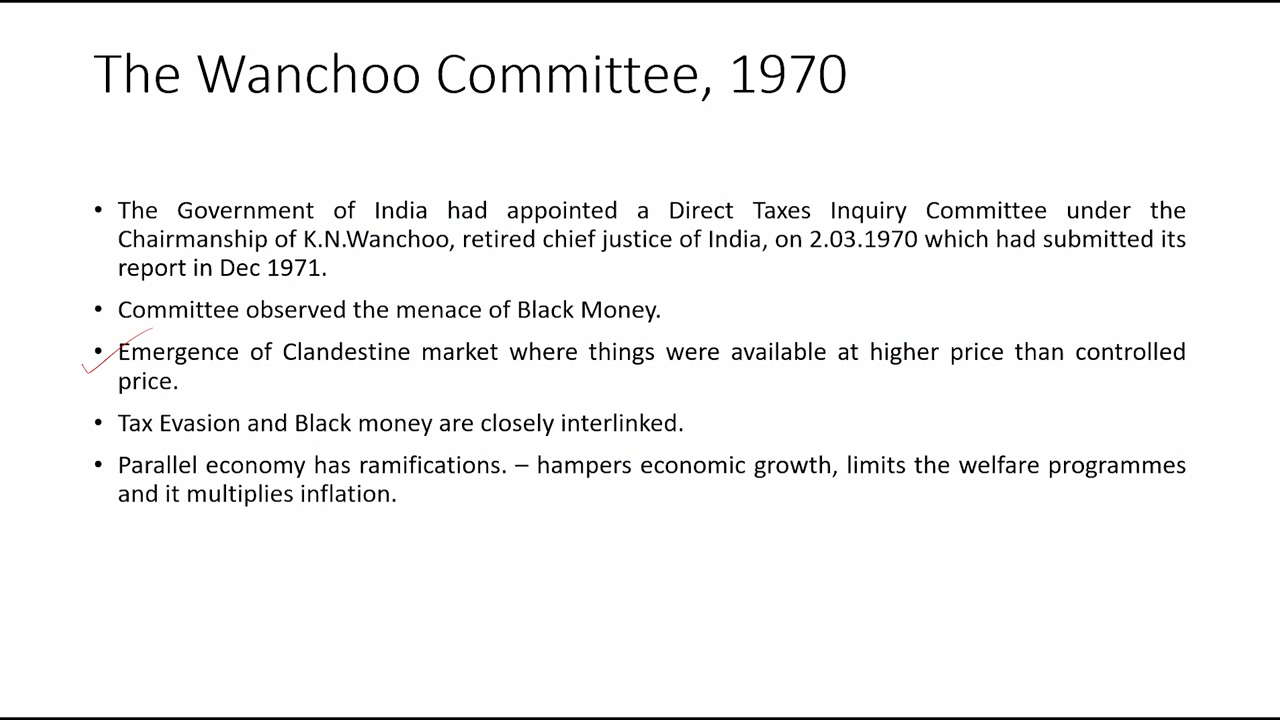 The Wanchoo Committee, 1970
• The Government of India had appointed a Direct Taxes Inquiry Committee under the
Chairmanship of K.N.Wanchoo, retired chief justice of India, on 2.03.1970 which had submitted its
report in Dec 1971.
• Committee observed the menace of Black Money.
• Emergence of Clandestine market where things were available at higher price than controlled
price.
• Tax Evasion and Black money are closely interlinked.
• Parallel economy has ramifications. – hampers economic growth, limits the welfare programmes
and it multiplies inflation.